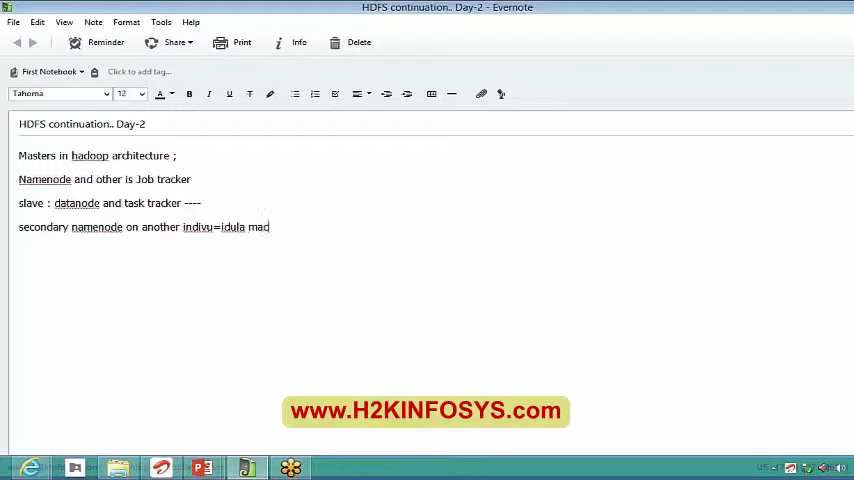 HDFS continuation.. Day-2 - Evernote
File Edit View Note Format Tools Help
Reminder Share Print Info Delete
First Notebook Click to add tag...
Tahoma 12 A B I U T
HDFS continuation.. Day-2
Masters in hadoop architecture ;
Namenode and other is Job tracker
slave : datanode and task tracker ----
secondary namenode on another indivu=idula mac
www.H2KINFOSYS.com
US